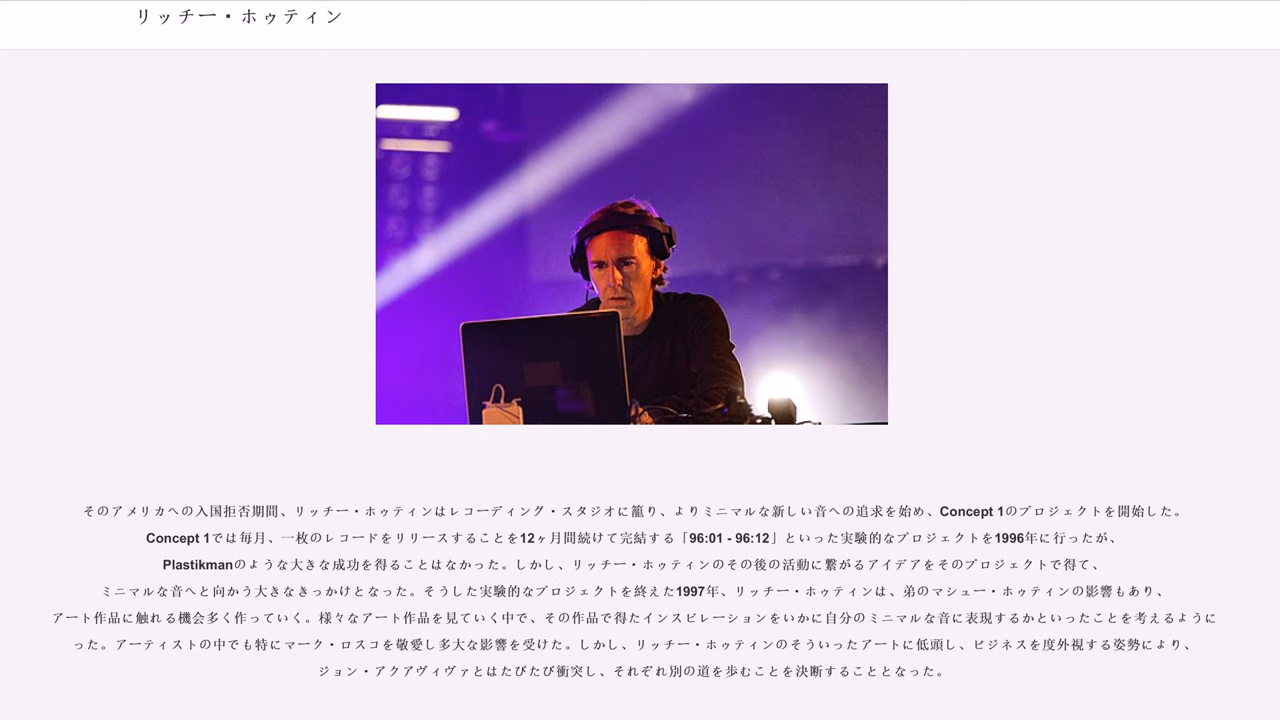 リッチー・ホゥティン
そのアメリカへの入国拒否期間、リッチー・ホゥティンはレコーディング・スタジオに籠り、よりミニマルな新しい音への追求を始め、Concept 1のプロジェクトを開始した。
Concept 1では毎月、一枚のレコードをリリースすることを12ヶ月間続けて完結する「96:01 - 96:12」といった実験的なプロジェクトを1996年に行ったが、
Plastikmanのような大きな成功を得ることはなかった。しかし、リッチー・ホゥティンのその後の活動に繋がるアイデアをそのプロジェクトで得て、
ミニマルな音へと向かう大きなきっかけとなった。そうした実験的なプロジェクトを終えた1997年、リッチー・ホゥティンは、弟のマシュー・ホゥティンの影響もあり、
アート作品に触れる機会多く作っていく。様々なアート作品を見ていく中で、その作品で得たインスピレーションをいかに自分のミニマルな音に表現するかといったことを考えるように
った。アーティストの中でも特にマーク・ロスコを敬愛し多大な影響を受けた。しかし、リッチー・ホゥティンのそういったアートに低頭し、ビジネスを度外視する姿勢により、
ジョン・アクアヴィヴァとはたびたび衝突し、それぞれ別の道を歩むことを決断することとなった。